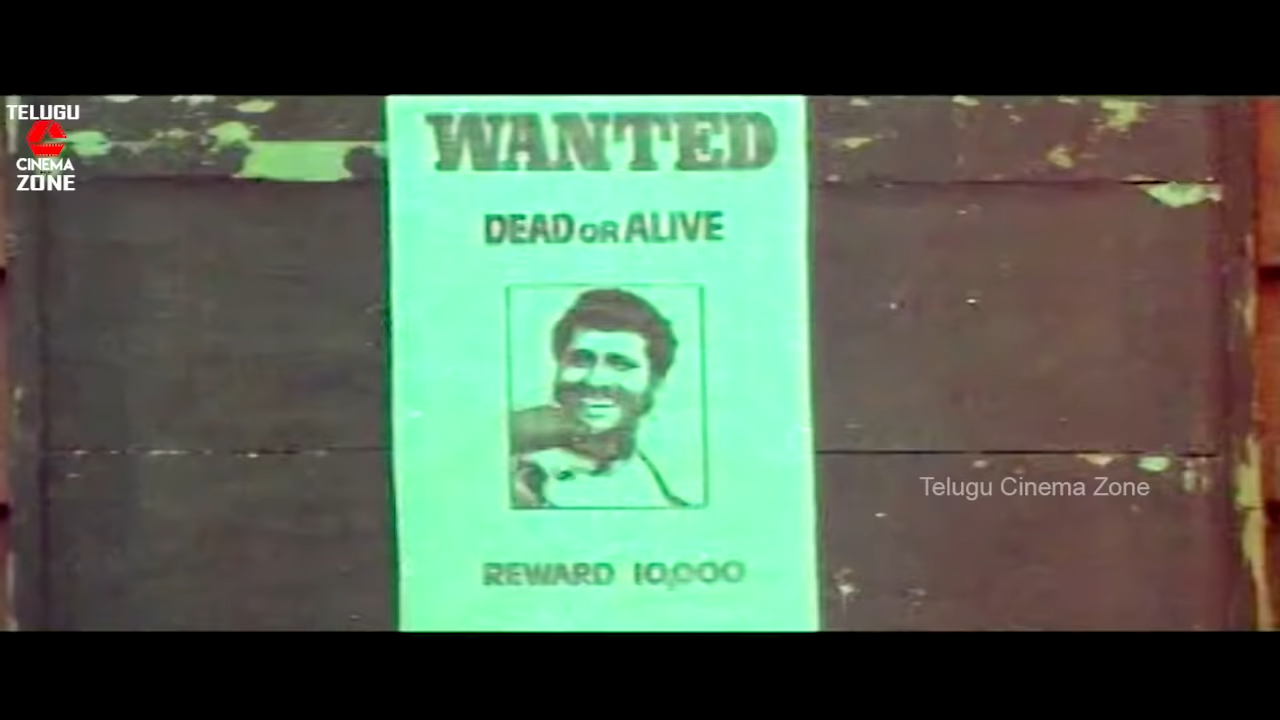 TELUGU
CINEMA
ZONE
WANTED
DEAD OR ALIVE
REWARD 10,000
Telugu Cinema Zone